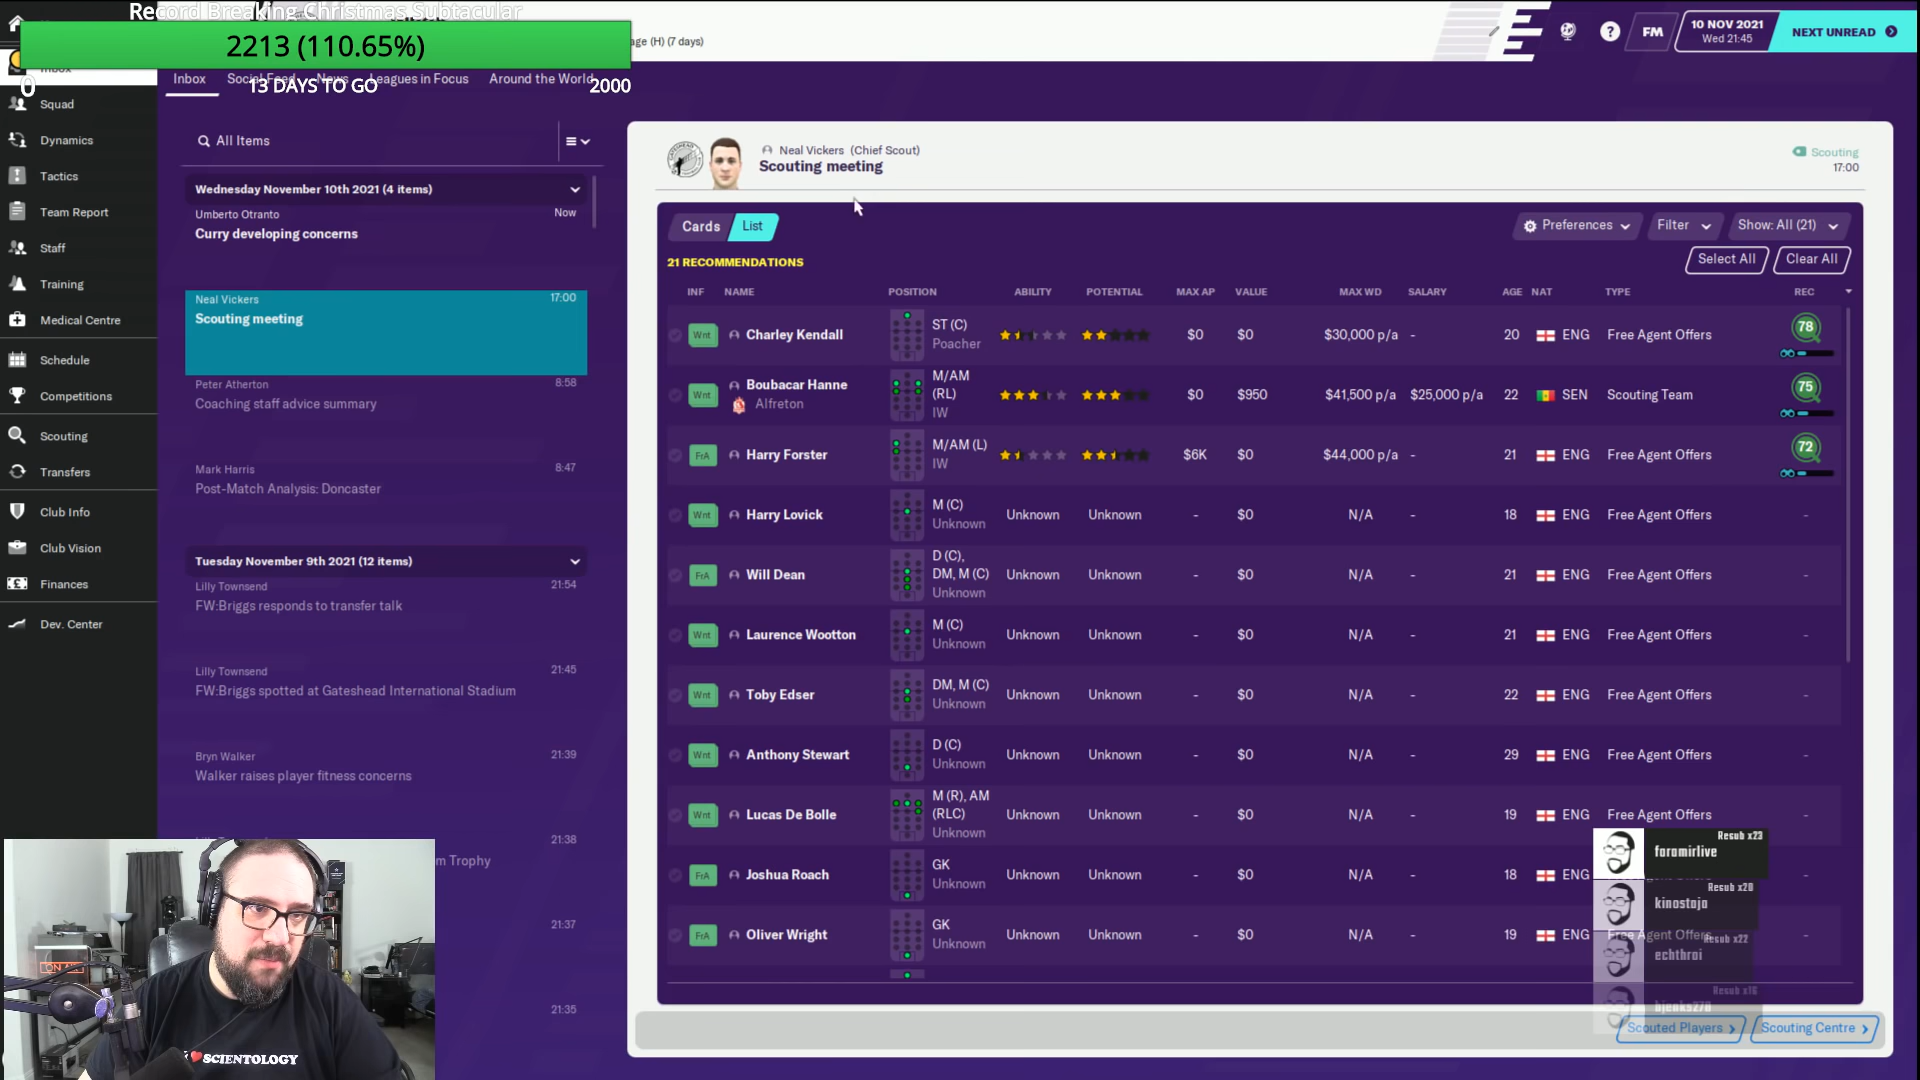 Record Breaking Christmas Subtacular
2213 (110.65%)
0
13 DAYS TO GO
2000
age (H) (7 days)
FM
10 NOV 2021
Wed 21:45
NEXT UNREAD
Inbox
Squad
Dynamics
Tactics
Team Report
Staff
Training
Medical Centre
Schedule
Competitions
Scouting
Transfers
Club Info
Club Vision
Finances
Dev. Center
Inbox
Social Feed
News
Leagues in Focus
Around the World
All Items
Wednesday November 10th 2021 (4 items)
Umberto Otranto
Now
Curry developing concerns
Neal Vickers
17:00
Scouting meeting
Peter Atherton
8:58
Coaching staff advice summary
Mark Harris
8:47
Post-Match Analysis: Doncaster
Tuesday November 9th 2021 (12 items)
Lilly Townsend
21:54
FW:Briggs responds to transfer talk
Lilly Townsend
21:45
FW:Briggs spotted at Gateshead International Stadium
Bryn Walker
21:39
Walker raises player fitness concerns
21:38
m Trophy
21:37
21:35
Neal Vickers (Chief Scout)
Scouting meeting
Scouting
17:00
Cards
List
Preferences
Filter
Show: All (21)
21 RECOMMENDATIONS
Select All
Clear All
INF NAME POSITION ABILITY POTENTIAL MAX AP VALUE MAX WD SALARY AGE NAT TYPE REC
Wnt Charley Kendall ST (C) Poacher $0 $0 $30,000 p/a - 20 ENG Free Agent Offers 78
Wnt Boubacar Hanne Alfreton M/AM (RL) IW $0 $950 $41,500 p/a $25,000 p/a 22 SEN Scouting Team 75
FrA Harry Forster M/AM (L) IW $6K $0 $44,000 p/a - 21 ENG Free Agent Offers 72
Wnt Harry Lovick M (C) Unknown Unknown Unknown - $0 N/A - 18 ENG Free Agent Offers -
FrA Will Dean D (C), DM, M (C) Unknown Unknown Unknown - $0 N/A - 21 ENG Free Agent Offers -
Wnt Laurence Wootton M (C) Unknown Unknown Unknown - $0 N/A - 21 ENG Free Agent Offers -
Wnt Toby Edser DM, M (C) Unknown Unknown Unknown - $0 N/A - 22 ENG Free Agent Offers -
Wnt Anthony Stewart D (C) Unknown Unknown Unknown - $0 N/A - 29 ENG Free Agent Offers -
Wnt Lucas De Bolle M (R), AM (RLC) Unknown Unknown Unknown - $0 N/A - 19 ENG Free Agent Offers -
FrA Joshua Roach GK Unknown Unknown Unknown - $0 N/A - 18 ENG
FrA Oliver Wright GK Unknown Unknown Unknown - $0 N/A - 19 ENG Free Agent Offers -
Resub x23
faramirlive
Resub x20
kinostojo
Resub x22
echthroi
Resub x16
bjenks270
Scouted Players
Scouting Centre
ON AIR
SCIENTOLOGY